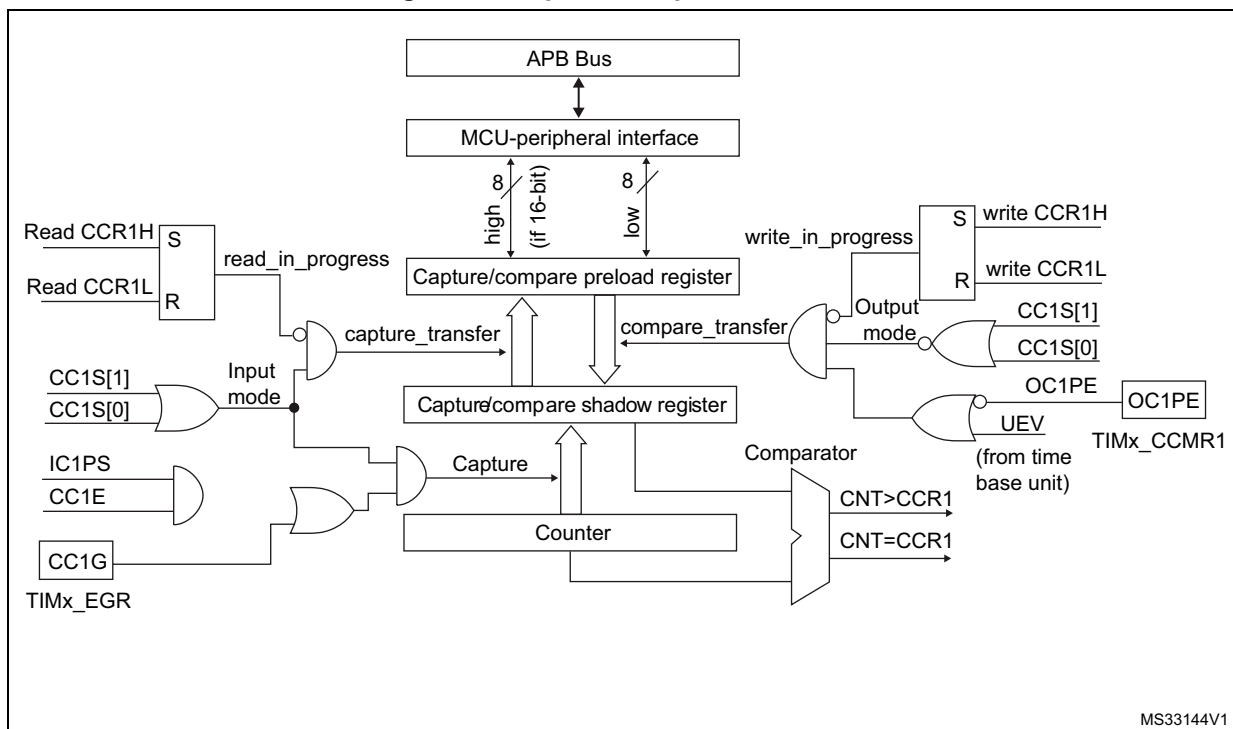 APB Bus
MCU-peripheral interface
8
high
(if 16-bit)
8
low
Read CCR1H
S
read_in_progress
Read CCR1L
R
write_in_progress
S
write CCR1H
R
write CCR1L
Capture/compare preload register
capture_transfer
compare_transfer
Output
mode
CC1S[1]
CC1S[0]
CC1S[1]
CC1S[0]
Input
mode
Capture/compare shadow register
OC1PE
OC1PE
UEV
TIMx_CCMR1
(from time
base unit)
IC1PS
CC1E
Capture
Comparator
CNT>CCR1
Counter
CNT=CCR1
CC1G
TIMx_EGR
MS33144V1